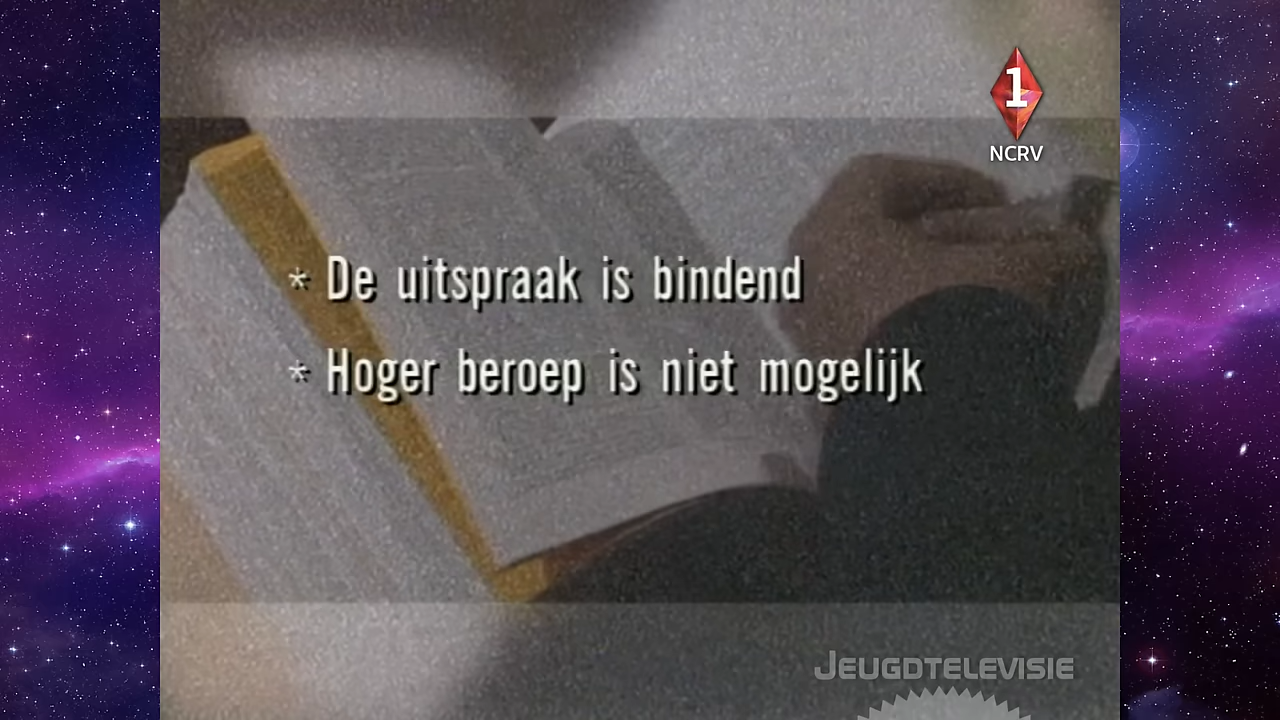 1
NCRV
* De uitspraak is bindend
* Hoger beroep is niet mogelijk
JEUGDTELEVISIE